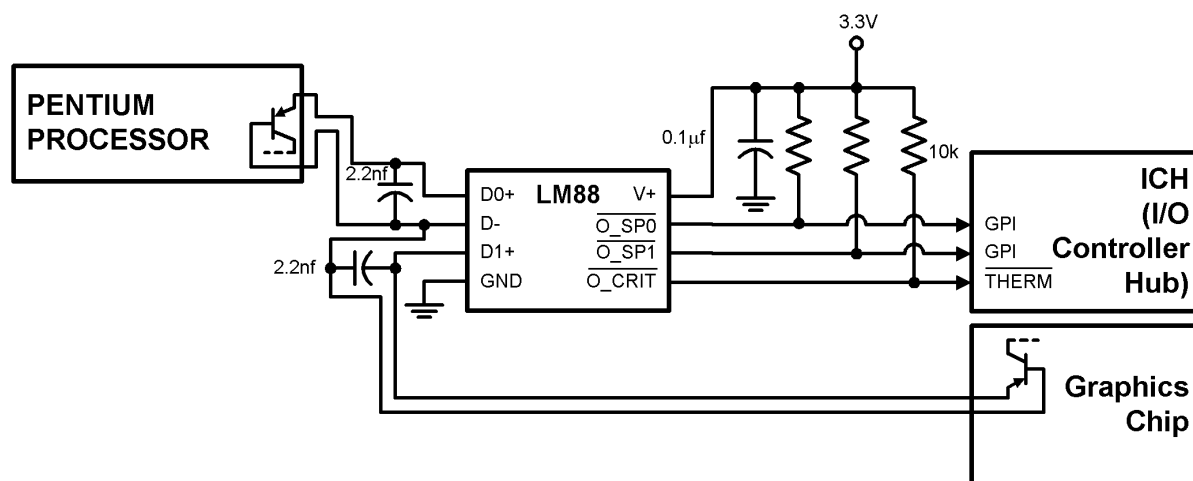 3.3V
PENTIUM
PROCESSOR
0.1µf
10k
2.2nf
LM88
D0+
V+
D-
O_SP0
D1+
O_SP1
GND
O_CRIT
2.2nf
ICH
(I/O
Controller
Hub)
GPI
GPI
THERM
Graphics
Chip